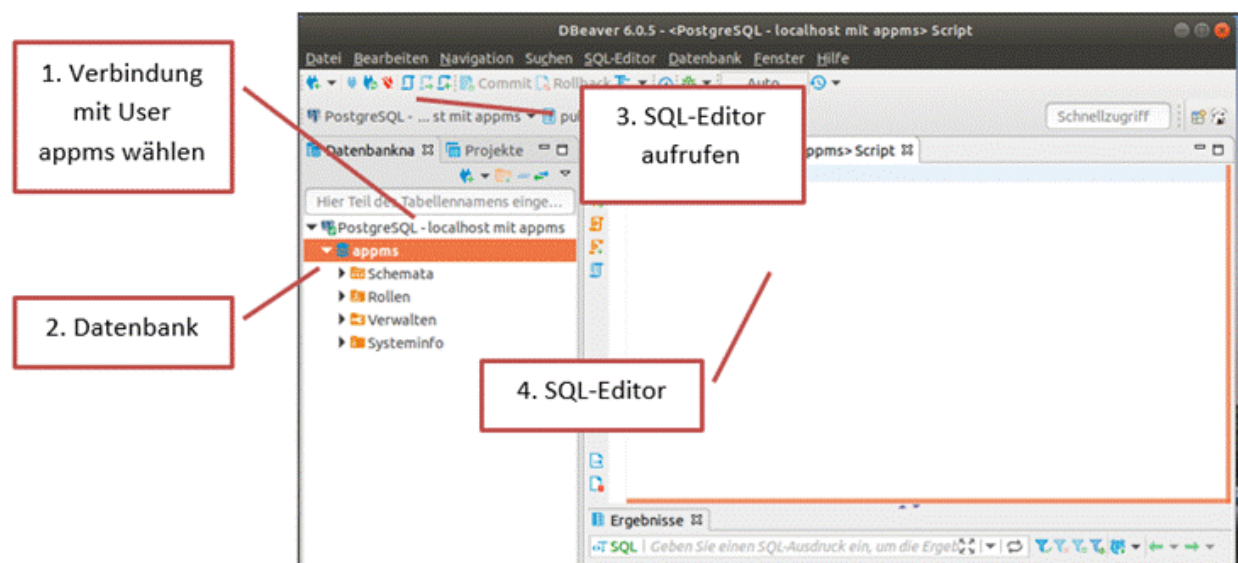 DBeaver 6.0.5 - <PostgreSQL - localhost mit appms> Script
Datei Bearbeiten Navigation Suchen SQL-Editor Datenbank Fenster Hilfe
Commit Rollback Auto
PostgreSQL - ... st mit appms
Schnellzugriff
Datenbankna Projekte
ppms> Script
Hier Teil des Tabellennamens einge...
PostgreSQL - localhost mit appms
appms
Schemata
Rollen
Verwalten
Systeminfo
1. Verbindung
mit User
appms wählen
2. Datenbank
3. SQL-Editor
aufrufen
4. SQL-Editor
Ergebnisse
SQL Geben Sie einen SQL-Ausdruck ein, um die Ergeb